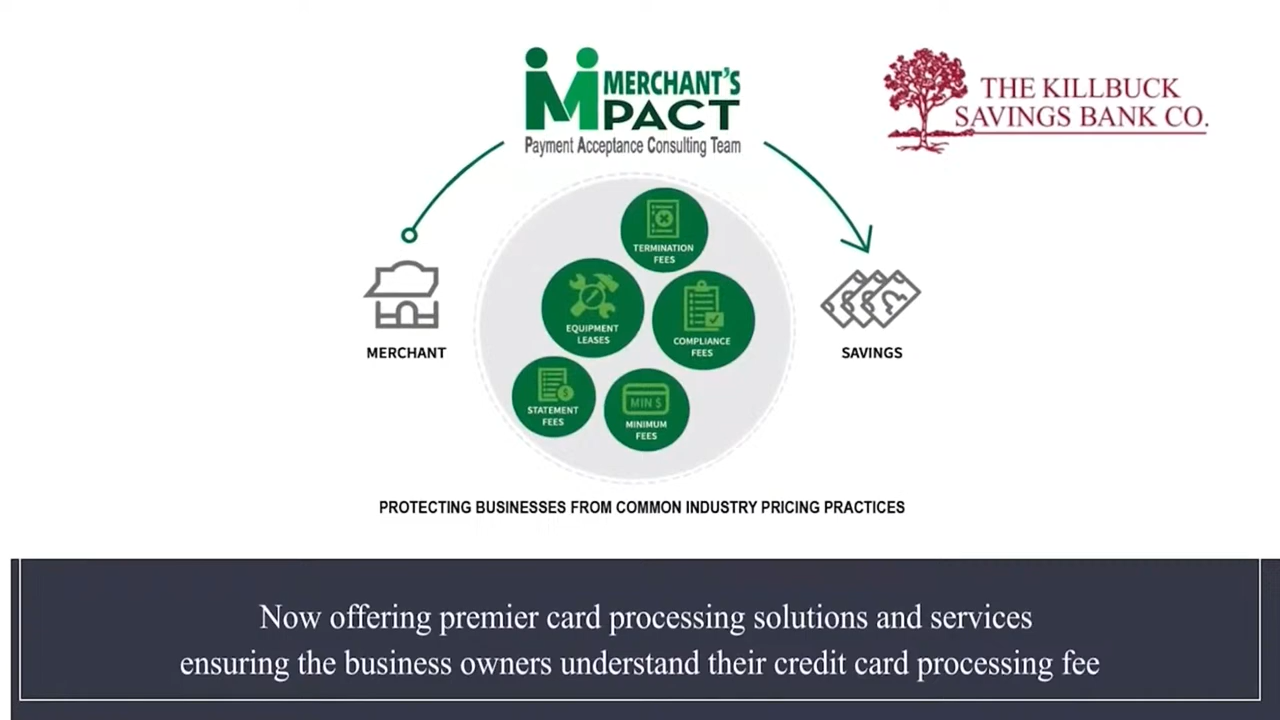 MERCHANT'S
PACT
Payment Acceptance Consulting Team
THE KILLBUCK
SAVINGS BANK CO.
TERMINATION
FEES
EQUIPMENT
LEASES
COMPLIANCE
FEES
STATEMENT
FEES
MIN $
MINIMUM
FEES
MERCHANT
SAVINGS
PROTECTING BUSINESSES FROM COMMON INDUSTRY PRICING PRACTICES
Now offering premier card processing solutions and services
ensuring the business owners understand their credit card processing fee